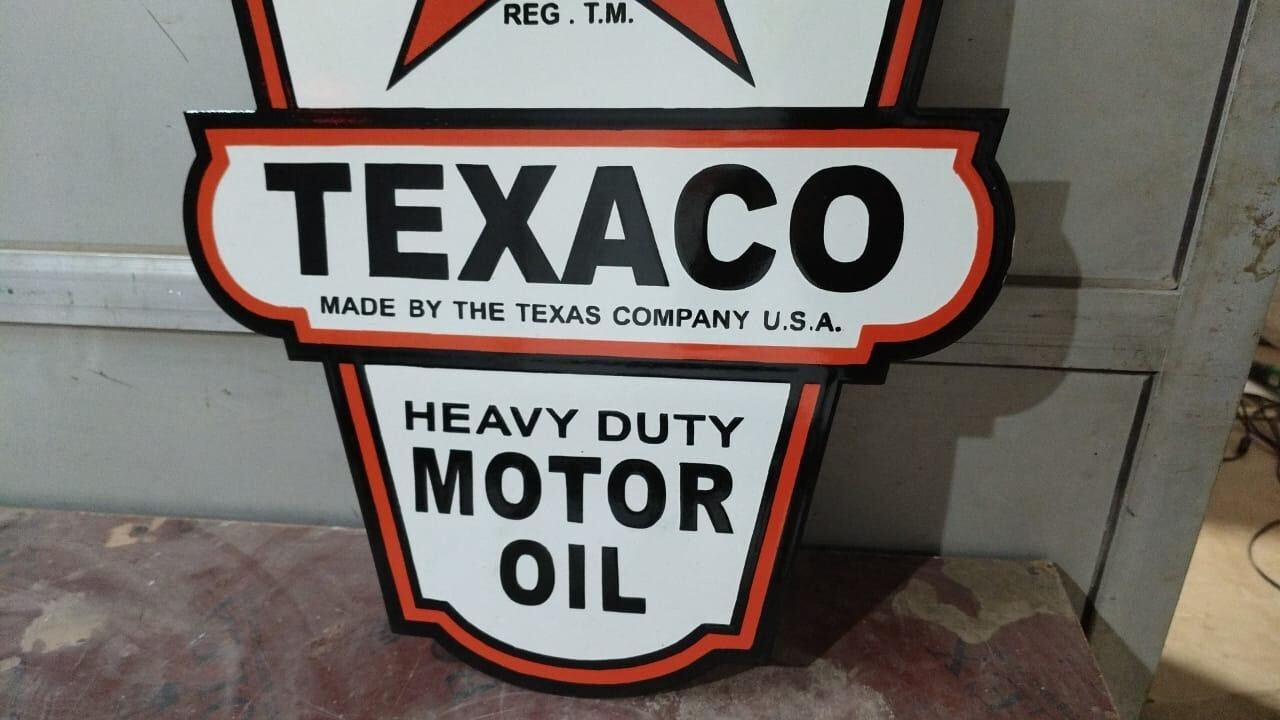 REG . T.M.
TEXACO
MADE BY THE TEXAS COMPANY U.S.A.
HEAVY DUTY
MOTOR
OIL